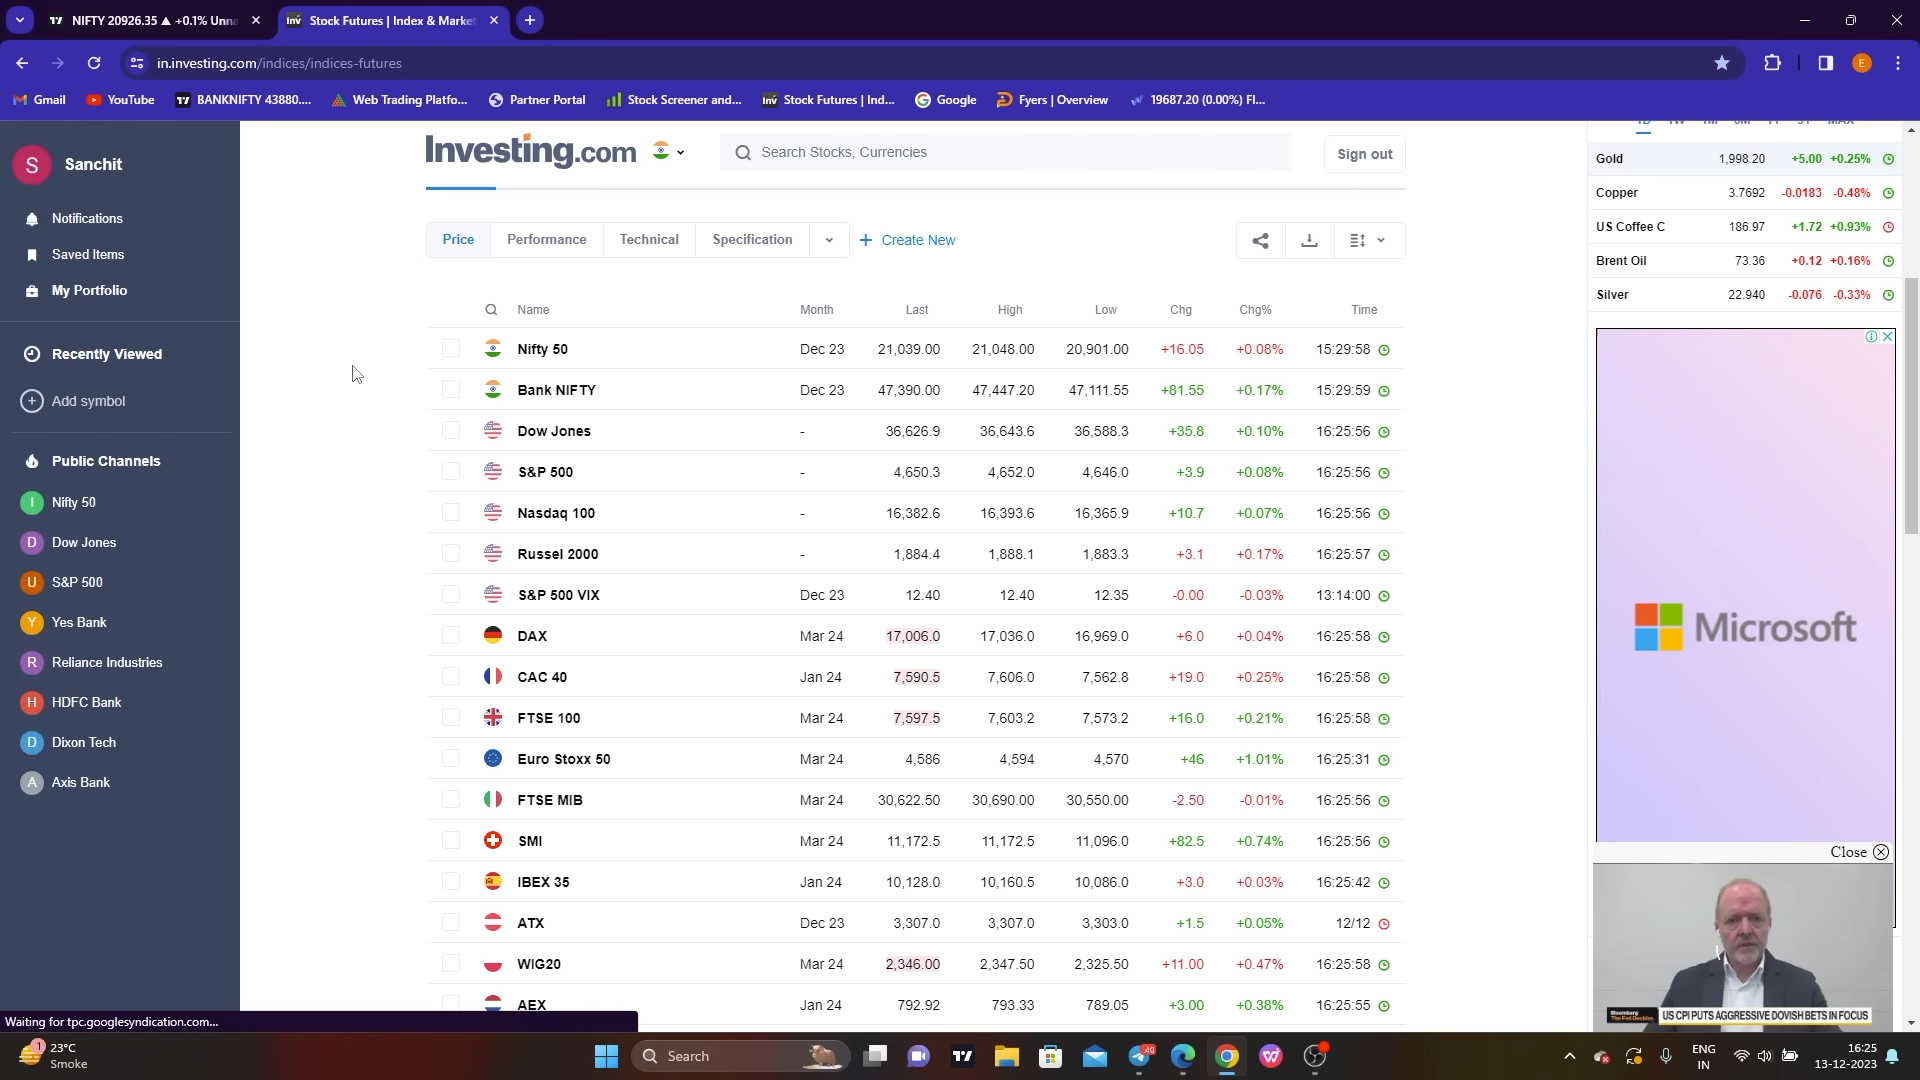 NIFTY 20926.35 ▲ +0.1% Unna
Stock Futures | Index & Marke
in.investing.com/indices/indices-futures
E
Gmail
YouTube
BANKNIFTY 43880....
Web Trading Platfo...
Partner Portal
Stock Screener and...
Stock Futures | Ind...
Google
Fyers | Overview
19687.20 (0.00%) Fl...
S Sanchit
Notifications
Saved Items
My Portfolio
Recently Viewed
Add symbol
Public Channels
I Nifty 50
D Dow Jones
U S&P 500
Y Yes Bank
R Reliance Industries
H HDFC Bank
D Dixon Tech
A Axis Bank
Waiting for tpc.googlesyndication.com...
Investing.com
Search Stocks, Currencies
Sign out
Price Performance Technical Specification + Create New
Name Month Last High Low Chg Chg% Time
Nifty 50 Dec 23 21,039.00 21,048.00 20,901.00 +16.05 +0.08% 15:29:58
Bank NIFTY Dec 23 47,390.00 47,447.20 47,111.55 +81.55 +0.17% 15:29:59
Dow Jones - 36,626.9 36,643.6 36,588.3 +35.8 +0.10% 16:25:56
S&P 500 - 4,650.3 4,652.0 4,646.0 +3.9 +0.08% 16:25:56
Nasdaq 100 - 16,382.6 16,393.6 16,365.9 +10.7 +0.07% 16:25:56
Russel 2000 - 1,884.4 1,888.1 1,883.3 +3.1 +0.17% 16:25:57
S&P 500 VIX Dec 23 12.40 12.40 12.35 -0.00 -0.03% 13:14:00
DAX Mar 24 17,006.0 17,036.0 16,969.0 +6.0 +0.04% 16:25:58
CAC 40 Jan 24 7,590.5 7,606.0 7,562.8 +19.0 +0.25% 16:25:58
FTSE 100 Mar 24 7,597.5 7,603.2 7,573.2 +16.0 +0.21% 16:25:58
Euro Stoxx 50 Mar 24 4,586 4,594 4,570 +46 +1.01% 16:25:31
FTSE MIB Mar 24 30,622.50 30,690.00 30,550.00 -2.50 -0.01% 16:25:56
SMI Mar 24 11,172.5 11,172.5 11,096.0 +82.5 +0.74% 16:25:56
IBEX 35 Jan 24 10,128.0 10,160.5 10,086.0 +3.0 +0.03% 16:25:42
ATX Dec 23 3,307.0 3,307.0 3,303.0 +1.5 +0.05% 12/12
WIG20 Mar 24 2,346.00 2,347.50 2,325.50 +11.00 +0.47% 16:25:58
AEX Jan 24 792.92 793.33 789.05 +3.00 +0.38% 16:25:55
1D 1W 1M 6M 1Y 5Y MAX
Gold 1,998.20 +5.00 +0.25%
Copper 3.7692 -0.0183 -0.48%
US Coffee C 186.97 +1.72 +0.93%
Brent Oil 73.36 +0.12 +0.16%
Silver 22.940 -0.076 -0.33%
Microsoft
Close
Bloomberg
The Fed Decides
US CPI PUTS AGGRESSIVE DOVISH BETS IN FOCUS
1
23°C
Smoke
Search
40
ENG
IN
16:25
13-12-2023